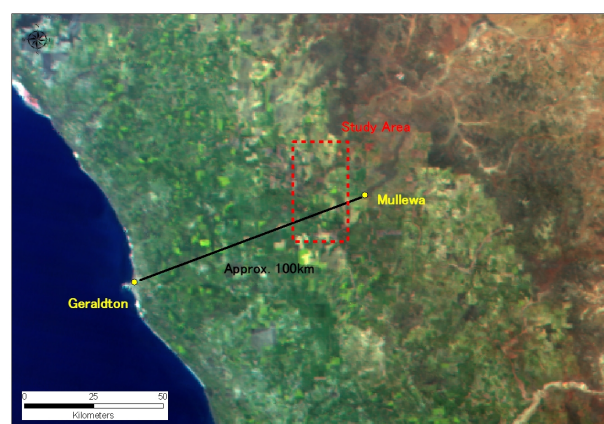 Study Area
Mullewa
Approx. 100km
Geraldton
0 25 50
Kilometers